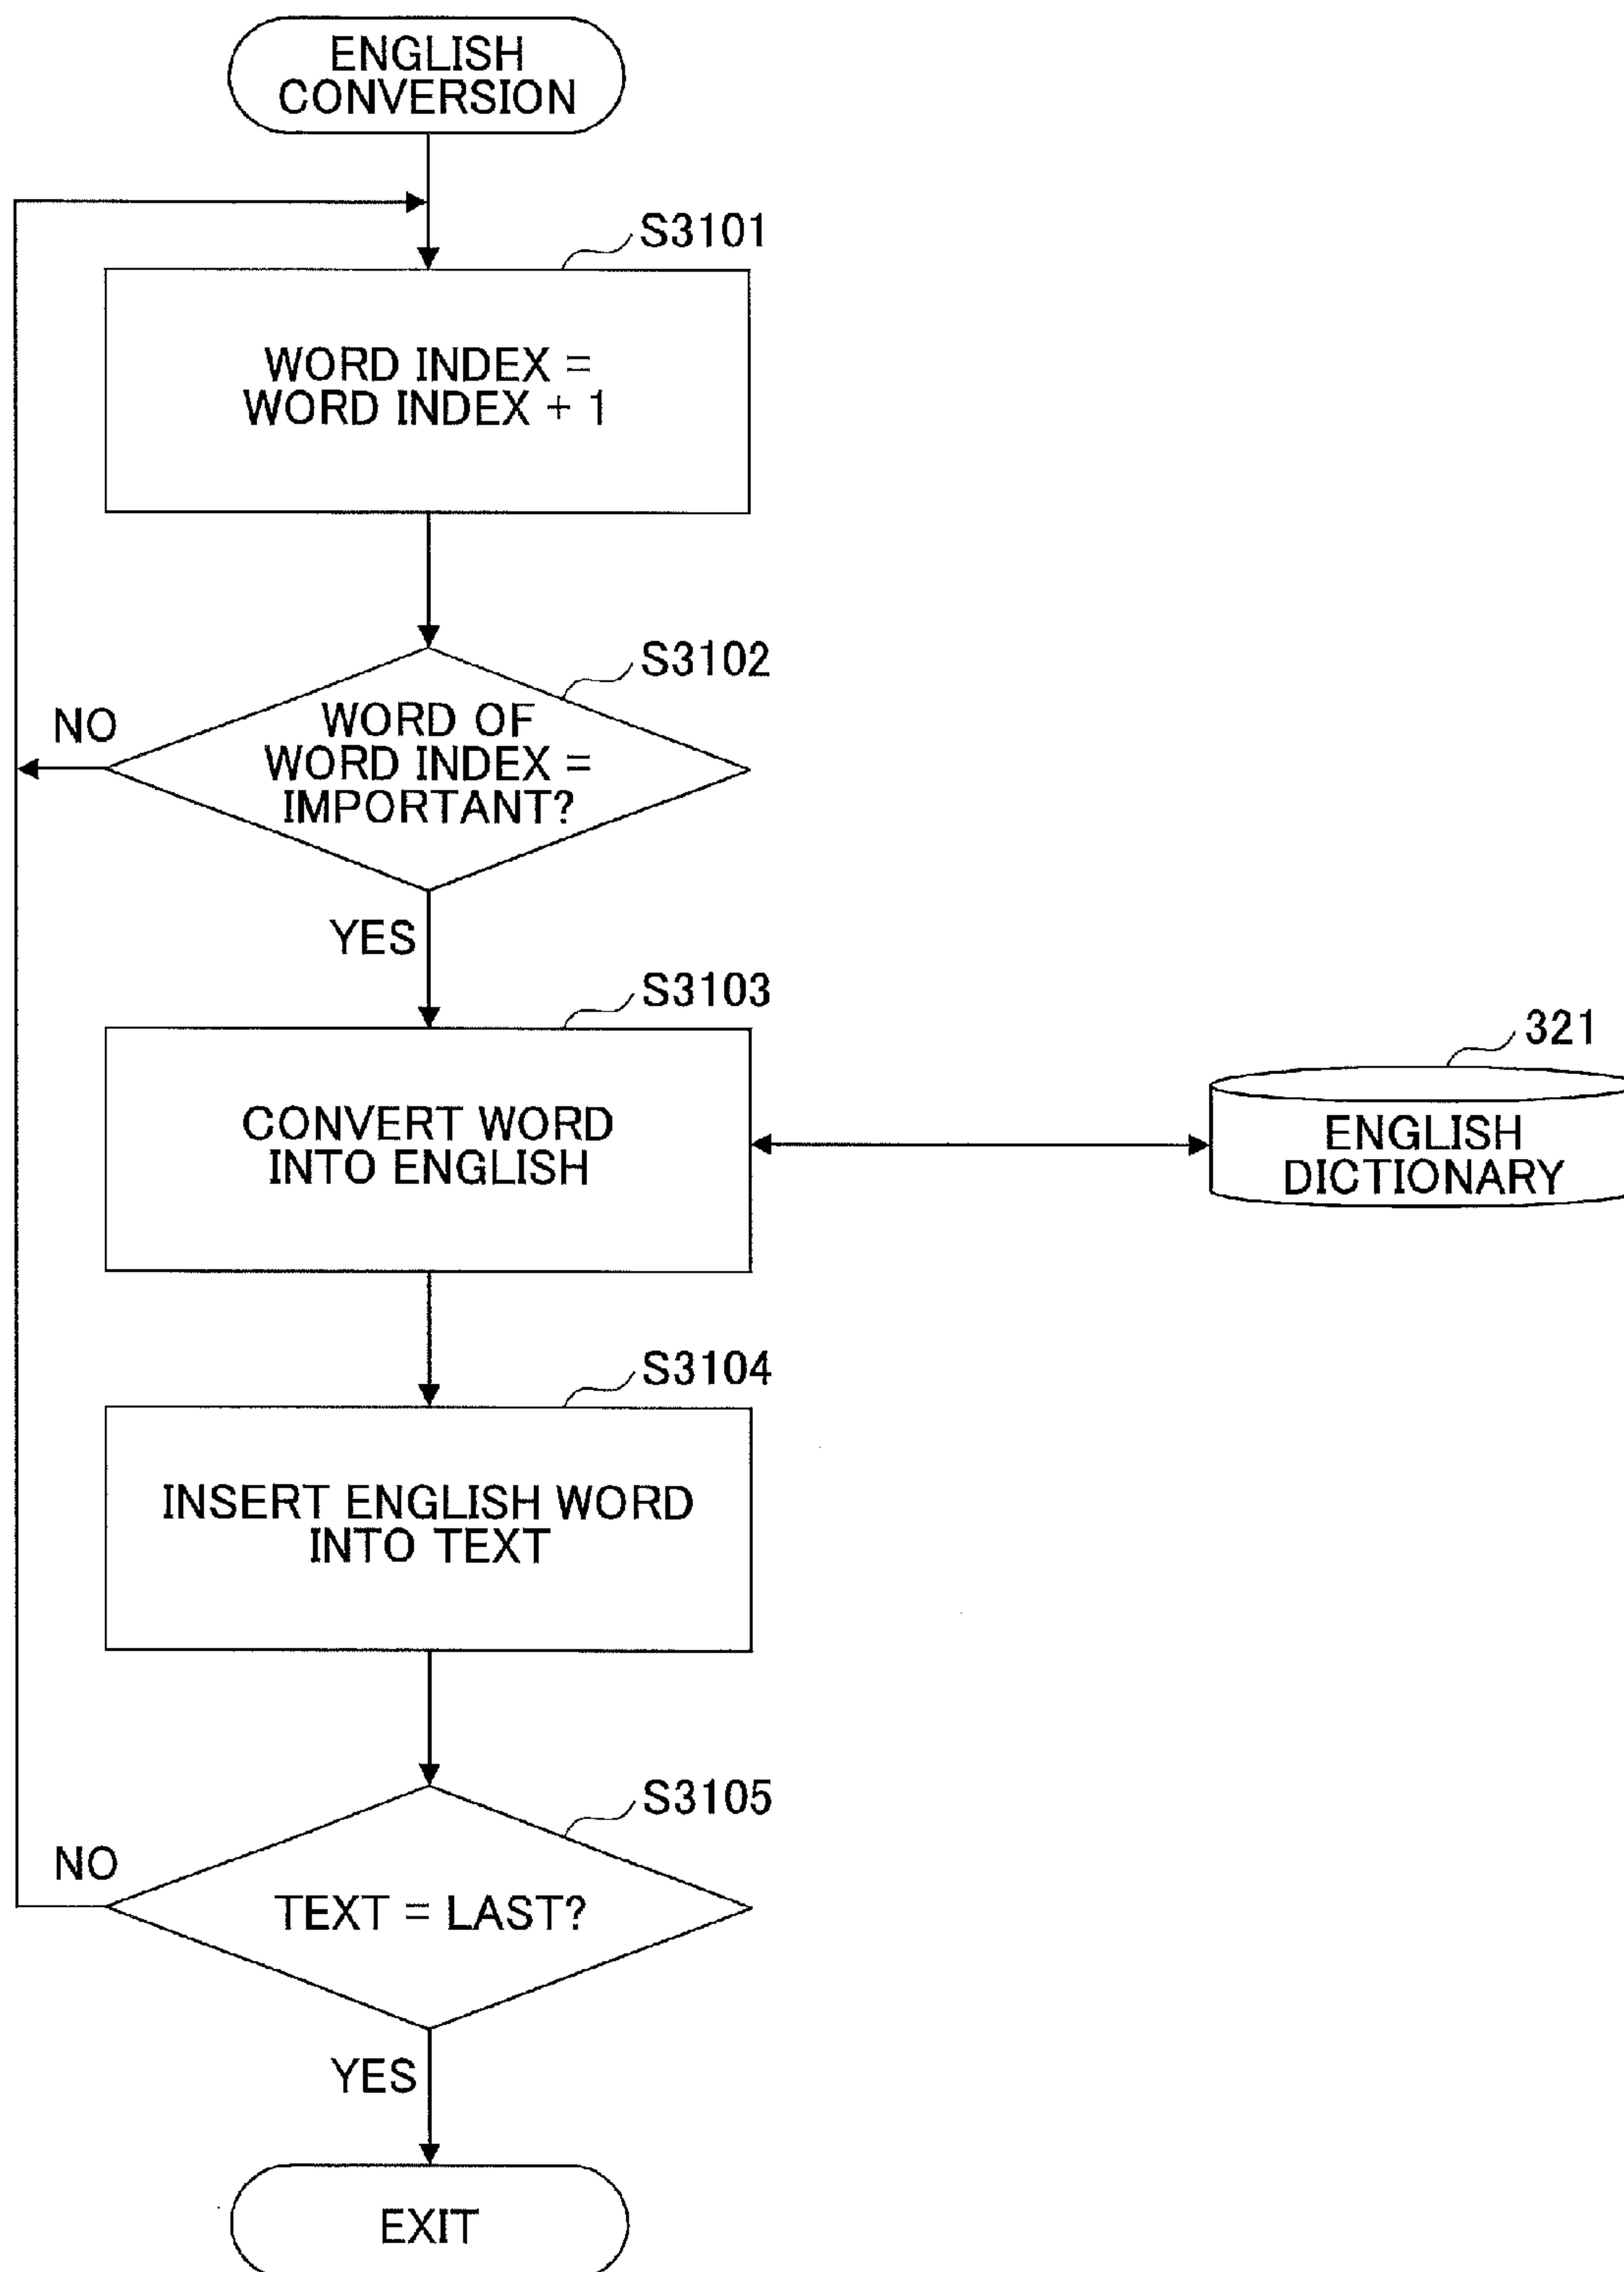 ENGLISH
CONVERSION
S3101
WORD INDEX =
WORD INDEX + 1
S3102
NO
WORD OF
WORD INDEX =
IMPORTANT?
YES
S3103
CONVERT WORD
INTO ENGLISH
321
ENGLISH
DICTIONARY
S3104
INSERT ENGLISH WORD
INTO TEXT
S3105
NO
TEXT = LAST?
YES
EXIT